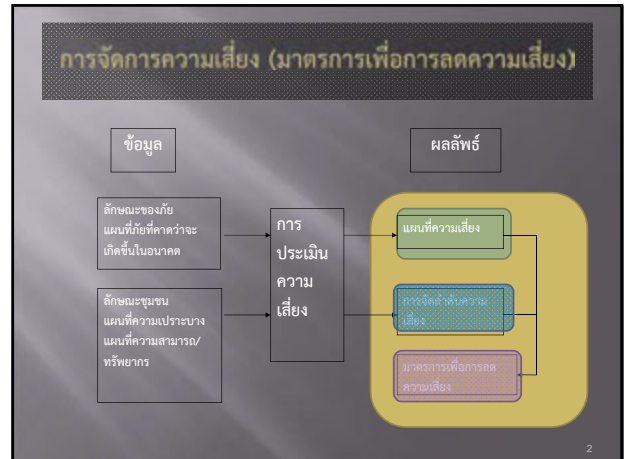 การจัดการความเสี่ยง (มาตรการเพื่อการลดความเสี่ยง)
ข้อมูล
ผลลัพธ์
ลักษณะของภัย
แผนที่ภัยที่คาดว่าจะ
เกิดขึ้นในอนาคต
ลักษณะชุมชน
แผนที่ความเปราะบาง
แผนที่ความสามารถ/
ทรัพยากร
การ
ประเมิน
ความ
เสี่ยง
แผนที่ความเสี่ยง
การจัดลำดับความ
เสี่ยง
มาตรการเพื่อการลด
ความเสี่ยง
2